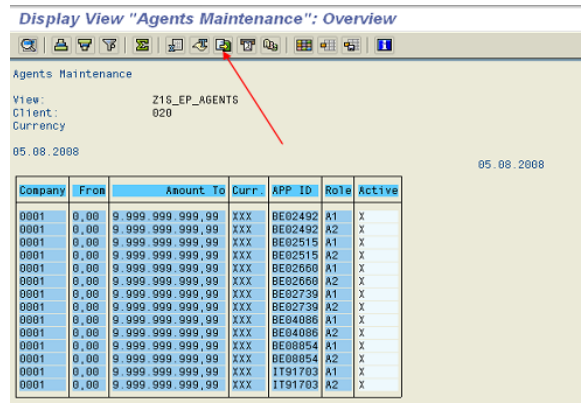 Display View "Agents Maintenance": Overview
Agents Maintenance
View: Z1S_EP_AGENTS
Client: 020
Currency
05.08.2008
05.08.2008
Company From Amount To Curr. APP ID Role Active
0001 0,00 9.999.999.999,99 XXX BE02492 A1 X
0001 0,00 9.999.999.999,99 XXX BE02492 A2 X
0001 0,00 9.999.999.999,99 XXX BE02515 A1 X
0001 0,00 9.999.999.999,99 XXX BE02515 A2 X
0001 0,00 9.999.999.999,99 XXX BE02660 A1 X
0001 0,00 9.999.999.999,99 XXX BE02660 A2 X
0001 0,00 9.999.999.999,99 XXX BE02739 A1 X
0001 0,00 9.999.999.999,99 XXX BE02739 A2 X
0001 0,00 9.999.999.999,99 XXX BE04086 A1 X
0001 0,00 9.999.999.999,99 XXX BE04086 A2 X
0001 0,00 9.999.999.999,99 XXX BE08854 A1 X
0001 0,00 9.999.999.999,99 XXX BE08854 A2 X
0001 0,00 9.999.999.999,99 XXX IT91703 A1 X
0001 0,00 9.999.999.999,99 XXX IT91703 A2 X